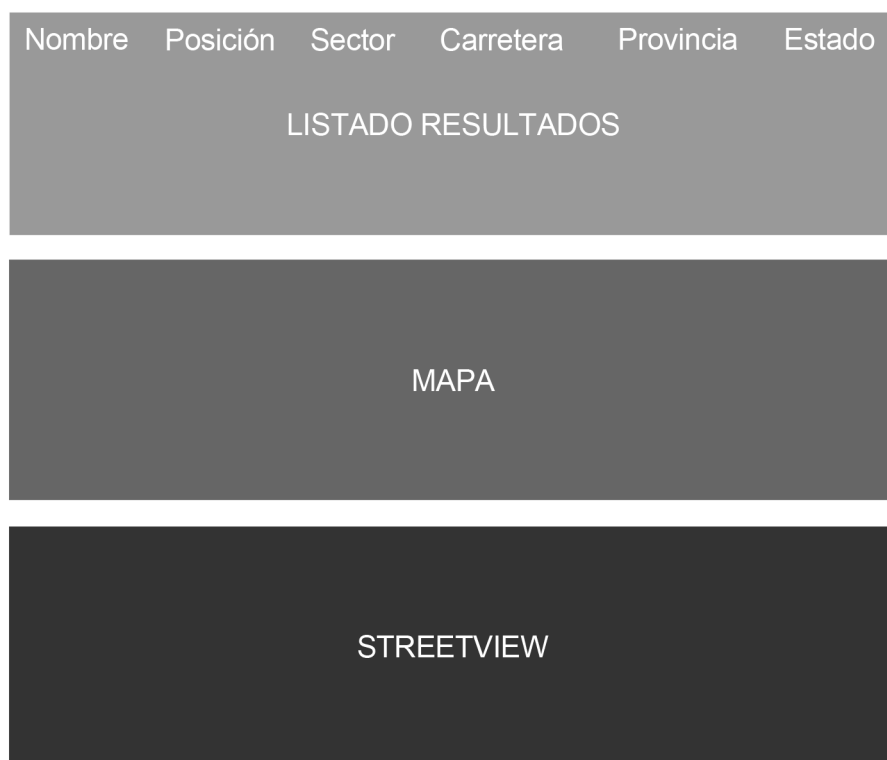 Nombre Posición Sector Carretera Provincia Estado
LISTADO RESULTADOS
MAPA
STREETVIEW